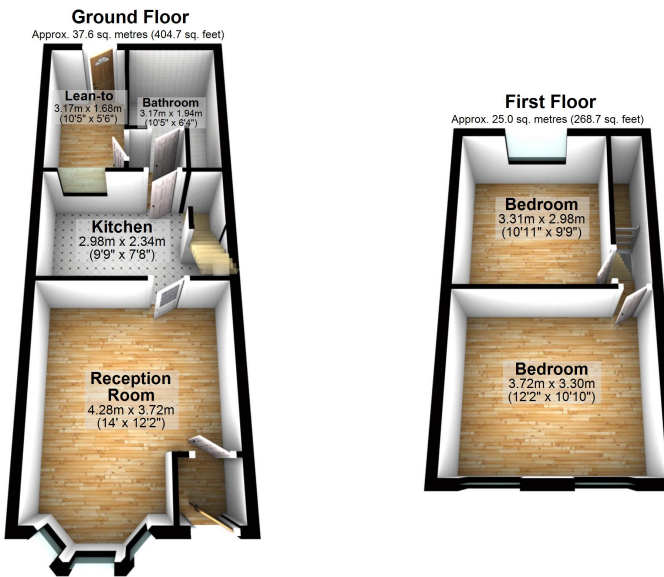 Ground Floor
Approx. 37.6 sq. metres (404.7 sq. feet)
Lean-to
3.17m x 1.68m
(10'5" x 5'6")
Bathroom
3.17m x 1.94m
(10'5" x 6'4")
Kitchen
2.98m x 2.34m
(9'9" x 7'8")
Reception
Room
4.28m x 3.72m
(14' x 12'2")
First Floor
Approx. 25.0 sq. metres (268.7 sq. feet)
Bedroom
3.31m x 2.98m
(10'11" x 9'9")
Bedroom
3.72m x 3.30m
(12'2" x 10'10")